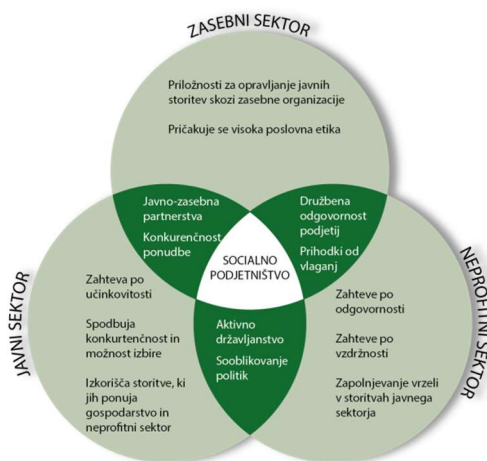 ZASEBNI SEKTOR
Priložnosti za opravljanje javnih
storitev skozi zasebne organizacije
Pričakuje se visoka poslovna etika
Javno-zasebna
partnerstva
Konkurenčnost
ponudbe
Družbena
odgovornost
podjetij
Prihodki od
vlaganj
SOCIALNO
PODJETNIŠTVO
JAVNI SEKTOR
Zahteva po
učinkovitosti
Spodbuja
konkurtenčnost in
možnost izbire
Izkorišča storitve, ki
jih ponuja
gospodarstvo in
neprofitni sektor
Aktivno
državljanstvo
Sooblikovanje
politik
NEPROFITNI SEKTOR
Zahteve po
odgovornosti
Zahteve po
vzdržnosti
Zapolnjevanje vrzeli
v storitvah javnega
sektorja